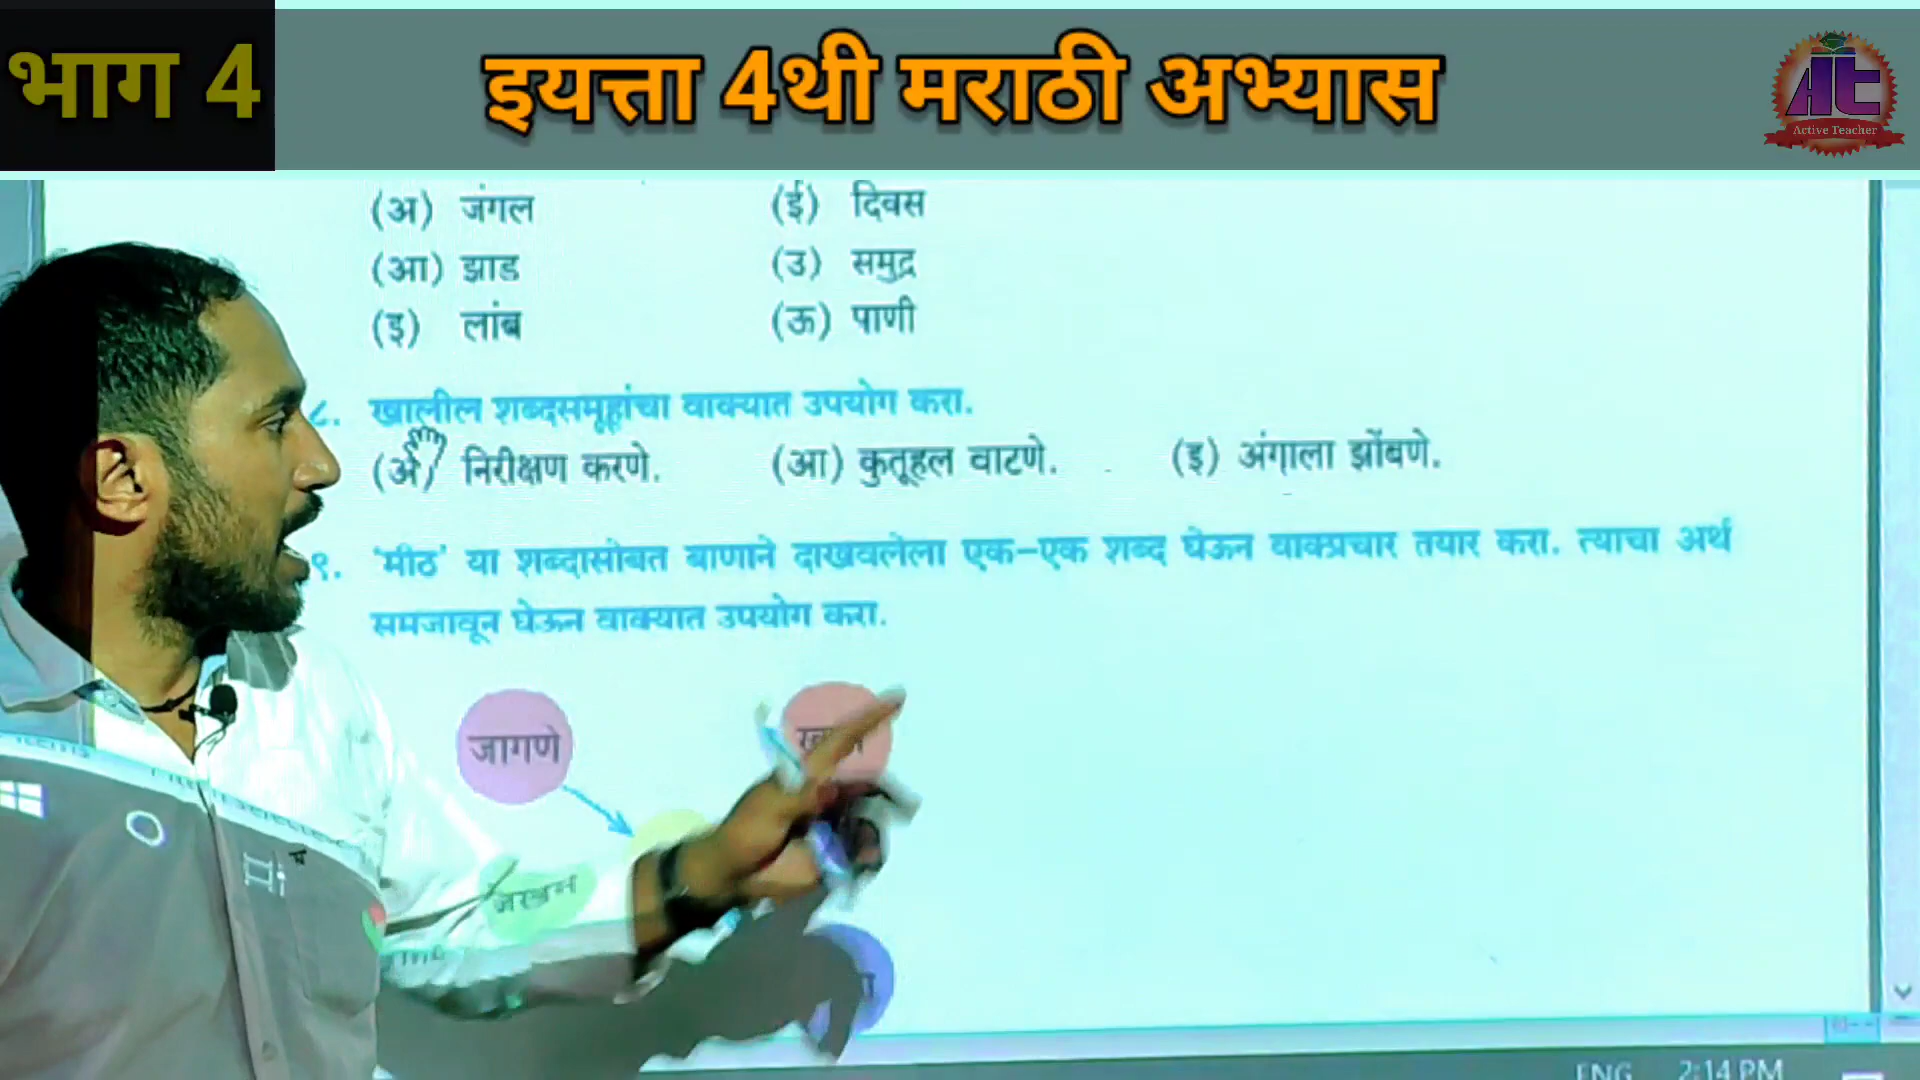 भाग 4
इयत्ता 4थी मराठी अभ्यास
Active Teacher
(अ) जंगल (ई) दिवस
(आ) झाड (उ) समुद्र
(इ) लांब (ऊ) पाणी
८. खालील शब्दसमूहांचा वाक्यात उपयोग करा.
(अ) निरीक्षण करणे. (आ) कुतूहल वाटणे. (इ) अंगाला झोंबणे.
९. 'मीठ' या शब्दासोबत बाणाने दाखवलेला एक-एक शब्द घेऊन वाक्प्रचार तयार करा. त्याचा अर्थ
समजावून घेऊन वाक्यात उपयोग करा.
जागणे
ENG 2:14 PM